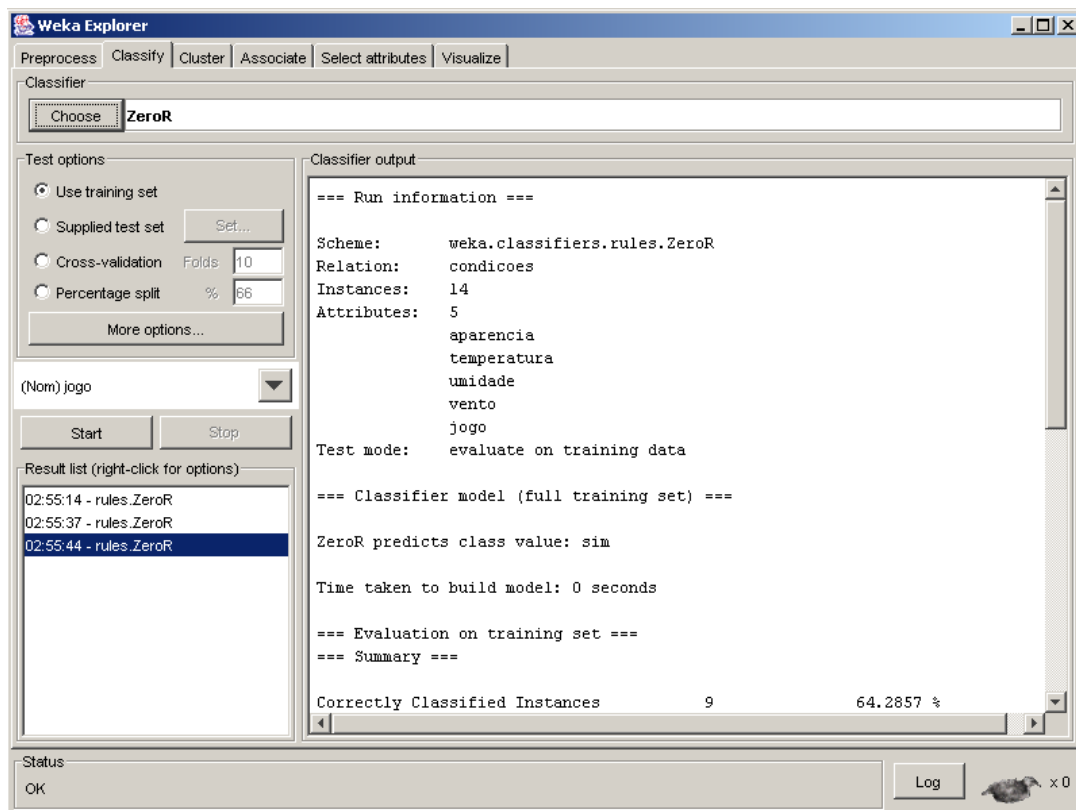 Weka Explorer
Preprocess Classify Cluster Associate Select attributes Visualize
Classifier
Choose ZeroR
Test options
Use training set
Supplied test set Set...
Cross-validation Folds 10
Percentage split % 66
More options...
(Nom) jogo
Start Stop
Result list (right-click for options)
02:55:14 - rules.ZeroR
02:55:37 - rules.ZeroR
02:55:44 - rules.ZeroR
Classifier output
=== Run information ===
Scheme: weka.classifiers.rules.ZeroR
Relation: condicoes
Instances: 14
Attributes: 5
aparencia
temperatura
umidade
vento
jogo
Test mode: evaluate on training data
=== Classifier model (full training set) ===
ZeroR predicts class value: sim
Time taken to build model: 0 seconds
=== Evaluation on training set ===
=== Summary ===
Correctly Classified Instances 9 64.2857 %
Status
OK
Log x 0